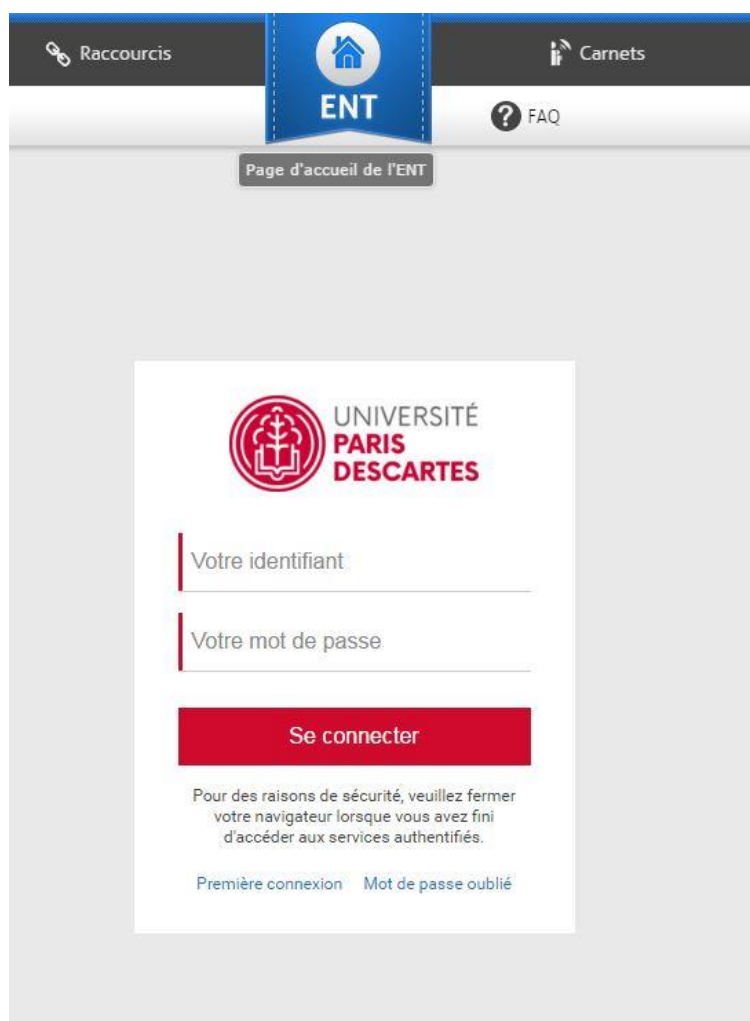 Raccourcis
ENT
Carnets
FAQ
Page d'accueil de l'ENT
UNIVERSITÉ
PARIS
DESCARTES
Votre identifiant
Votre mot de passe
Se connecter
Pour des raisons de sécurité, veuillez fermer
votre navigateur lorsque vous avez fini
d'accéder aux services authentifiés.
Première connexion Mot de passe oublié